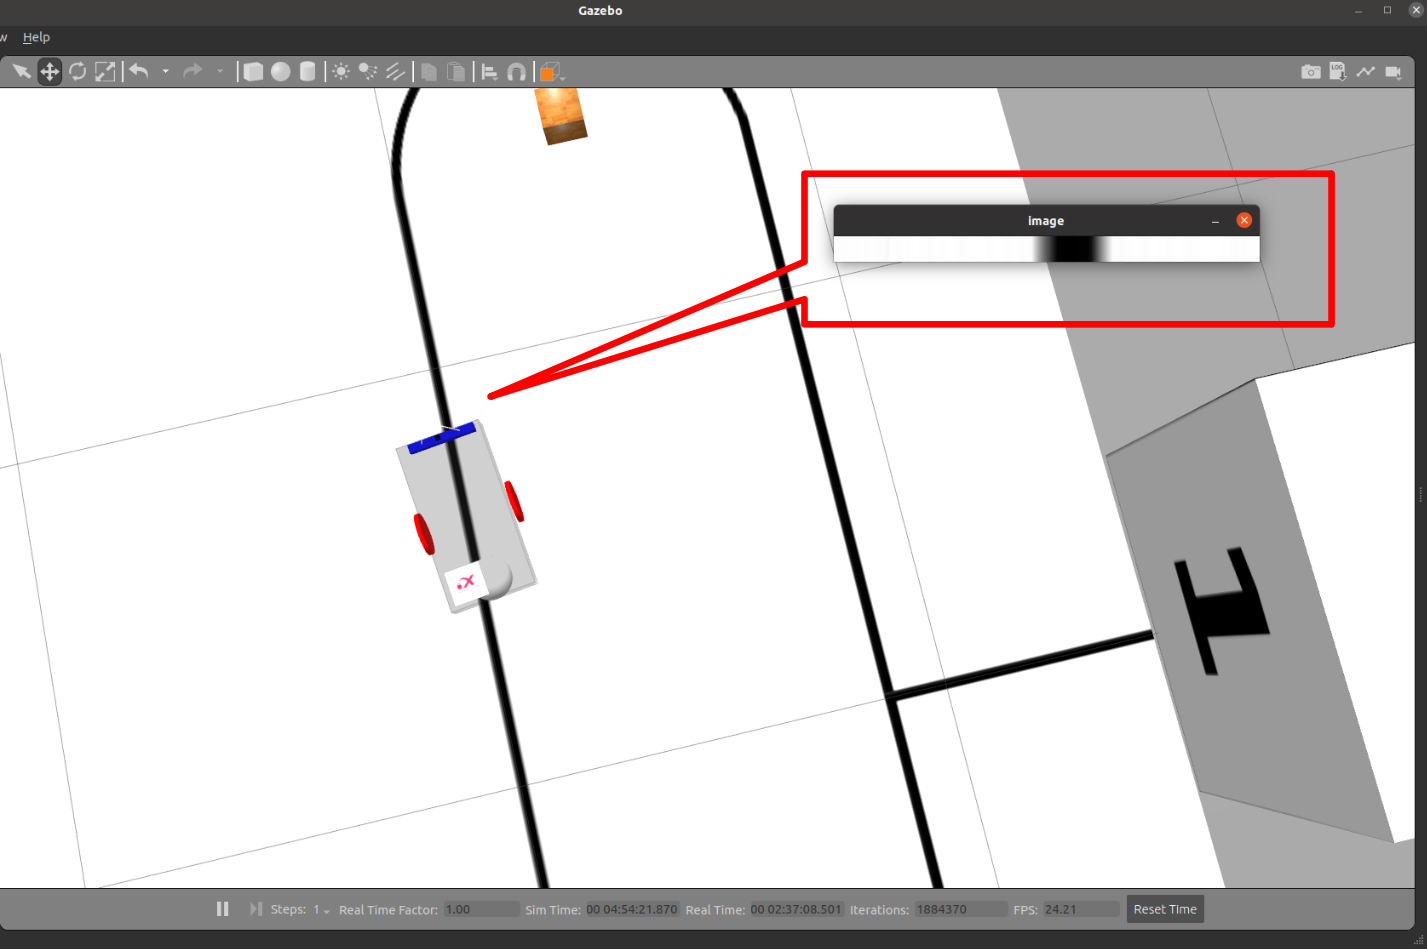 Gazebo
w Help
LOG
image
Steps: 1 Real Time Factor: 1.00 Sim Time: 00 04:54:21.870 Real Time: 00 02:37:08.501 Iterations: 1884370 FPS: 24.21 Reset Time